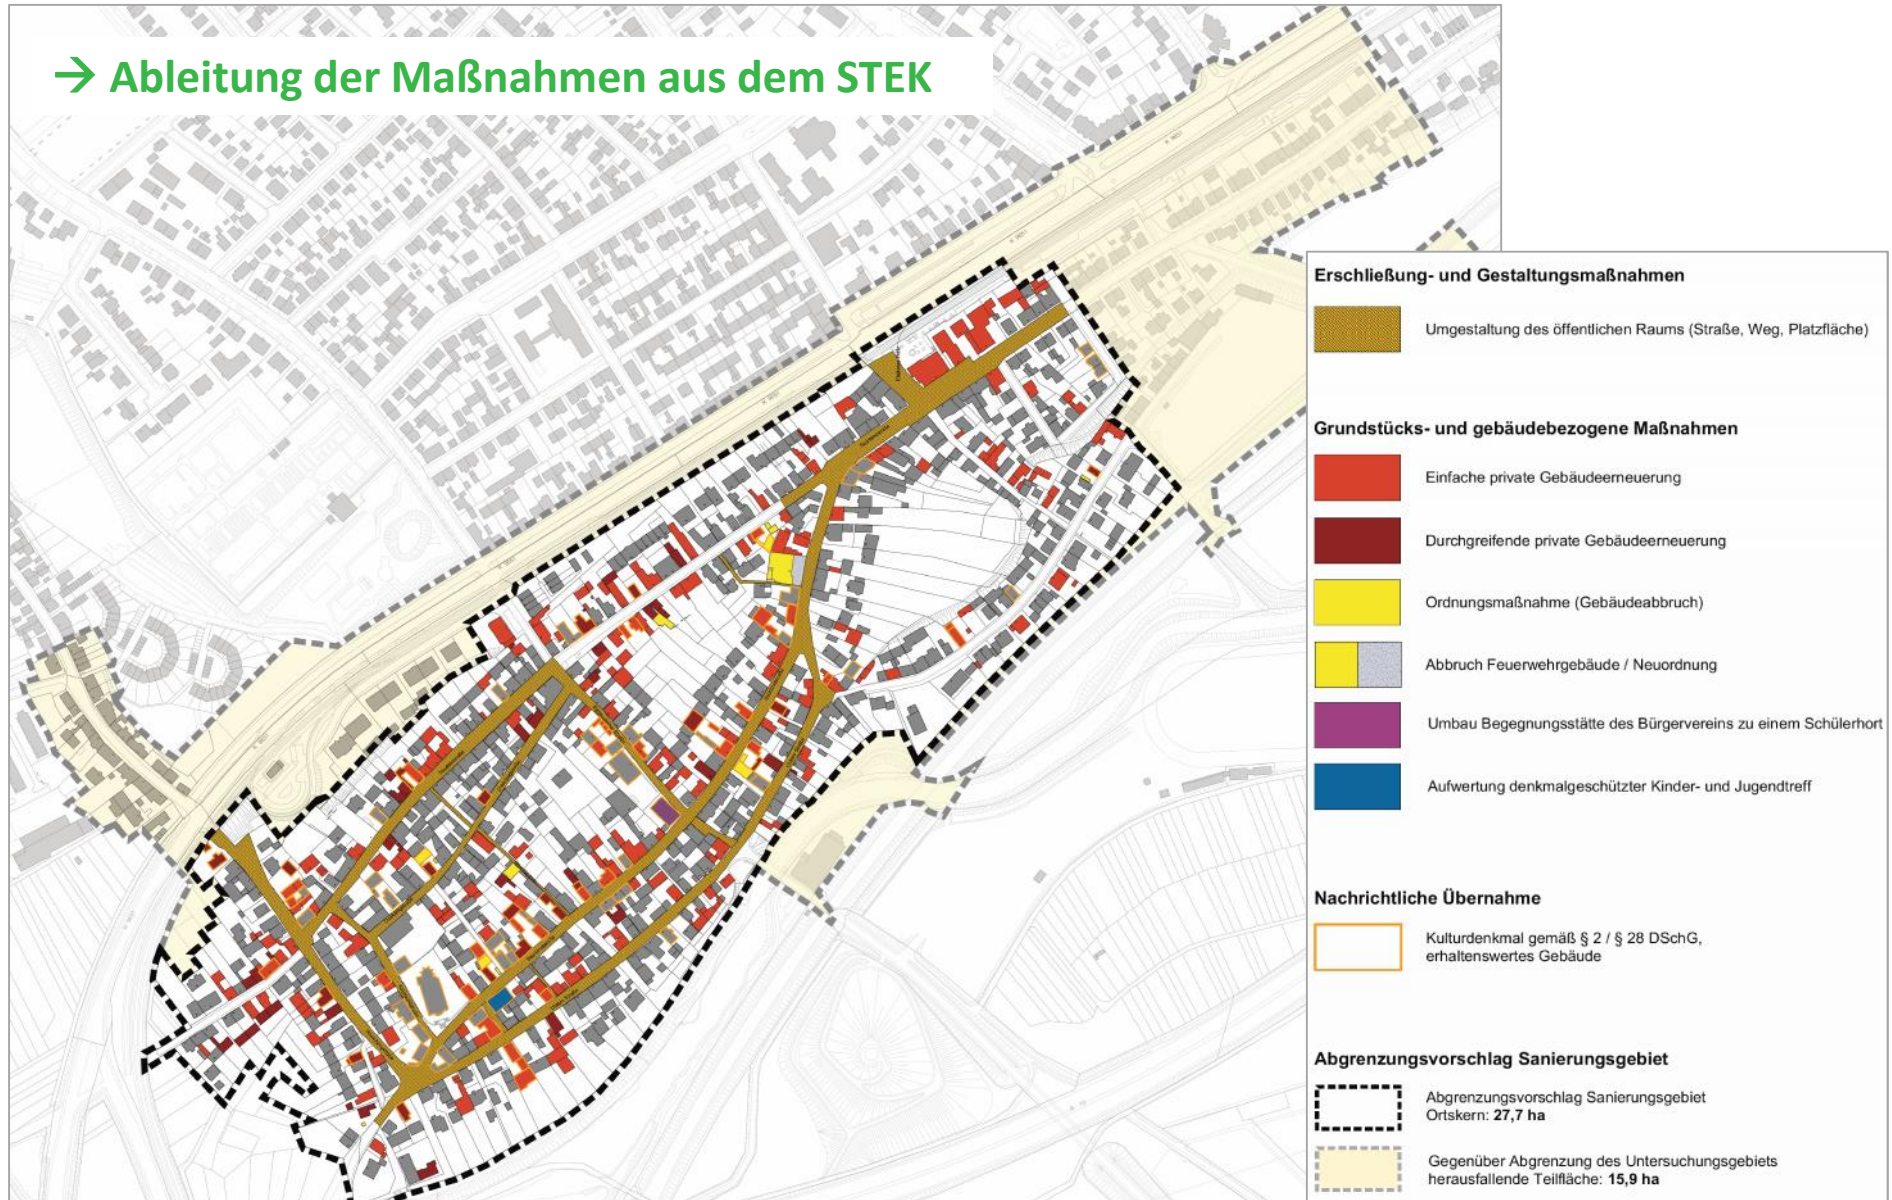 → Ableitung der Maßnahmen aus dem STEK
Erschließung- und Gestaltungsmaßnahmen
Umgestaltung des öffentlichen Raums (Straße, Weg, Platzfläche)
Grundstücks- und gebäudebezogene Maßnahmen
Einfache private Gebäudeerneuerung
Durchgreifende private Gebäudeerneuerung
Ordnungsmaßnahme (Gebäudeabbruch)
Abbruch Feuerwehrgebäude / Neuordnung
Umbau Begegnungsstätte des Bürgervereins zu einem Schülerhort
Aufwertung denkmalgeschützter Kinder- und Jugendtreff
Nachrichtliche Übernahme
Kulturdenkmal gemäß § 2 / § 28 DSchG,
erhaltenswertes Gebäude
Abgrenzungsvorschlag Sanierungsgebiet
Abgrenzungsvorschlag Sanierungsgebiet
Ortskern: 27,7 ha
Gegenüber Abgrenzung des Untersuchungsgebiets
herausfallende Teilfläche: 15,9 ha